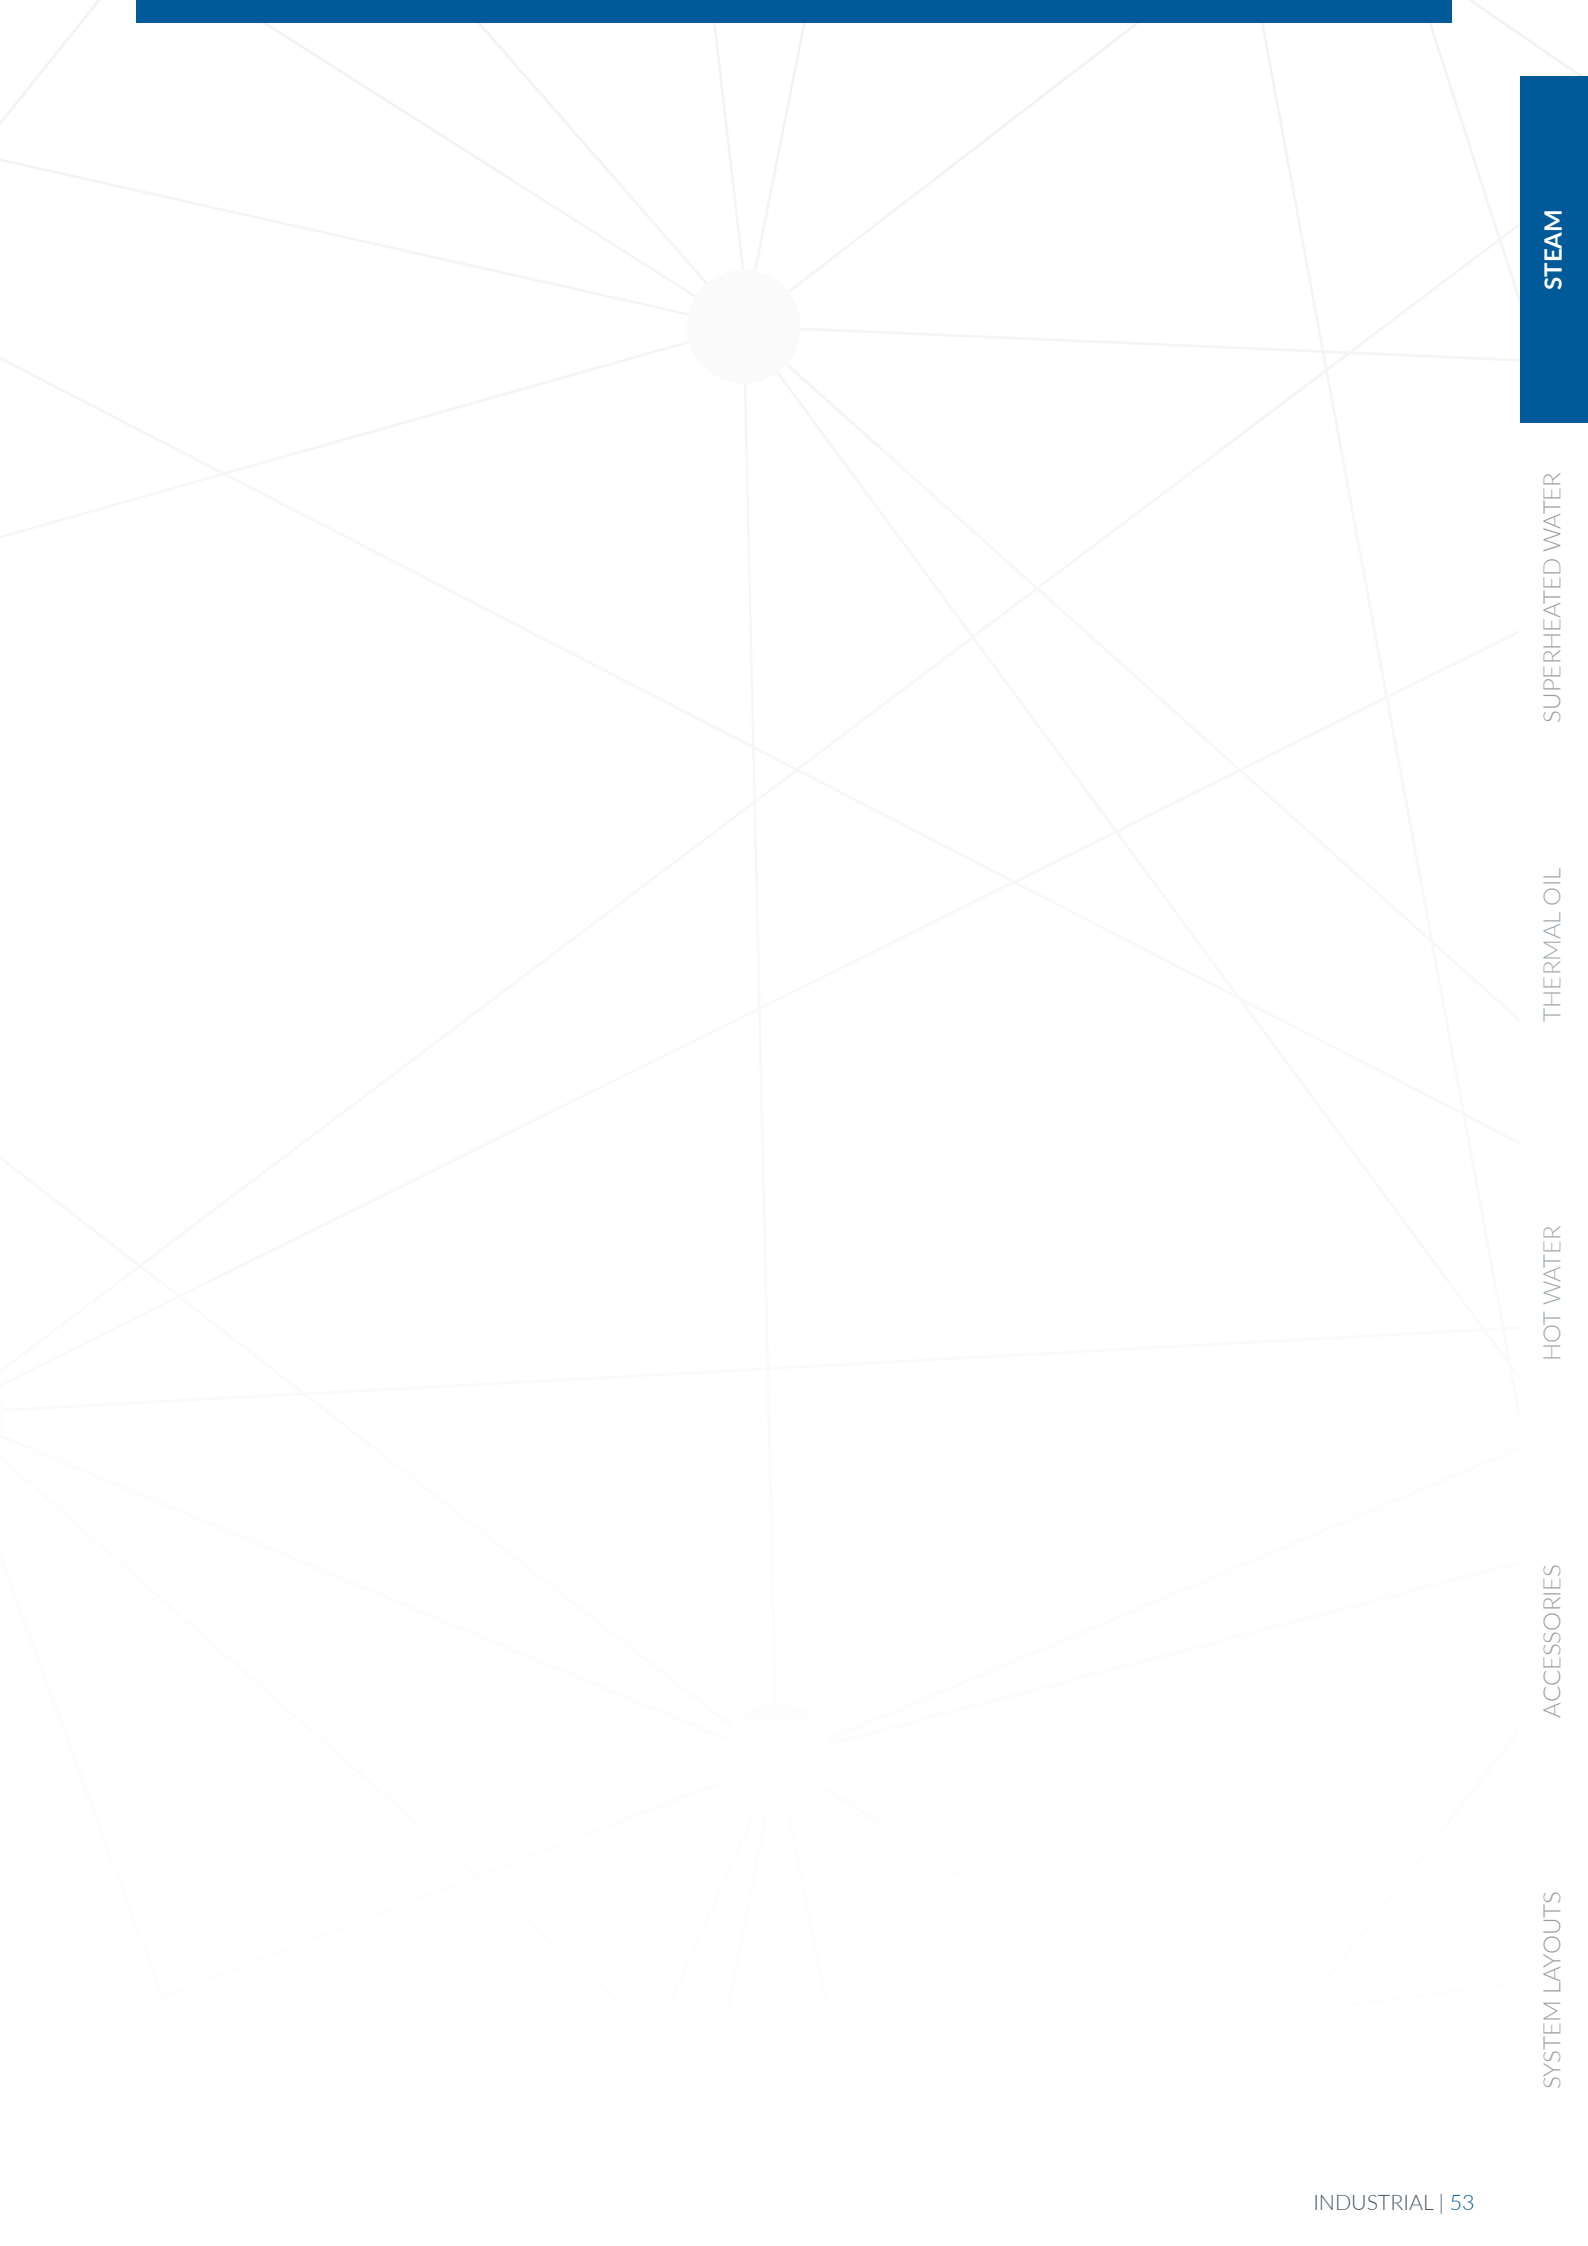 STEAM
SUPERHEATED WATER
THERMAL OIL
HOT WATER
ACCESSORIES
SYSTEM LAYOUTS
INDUSTRIAL | 53